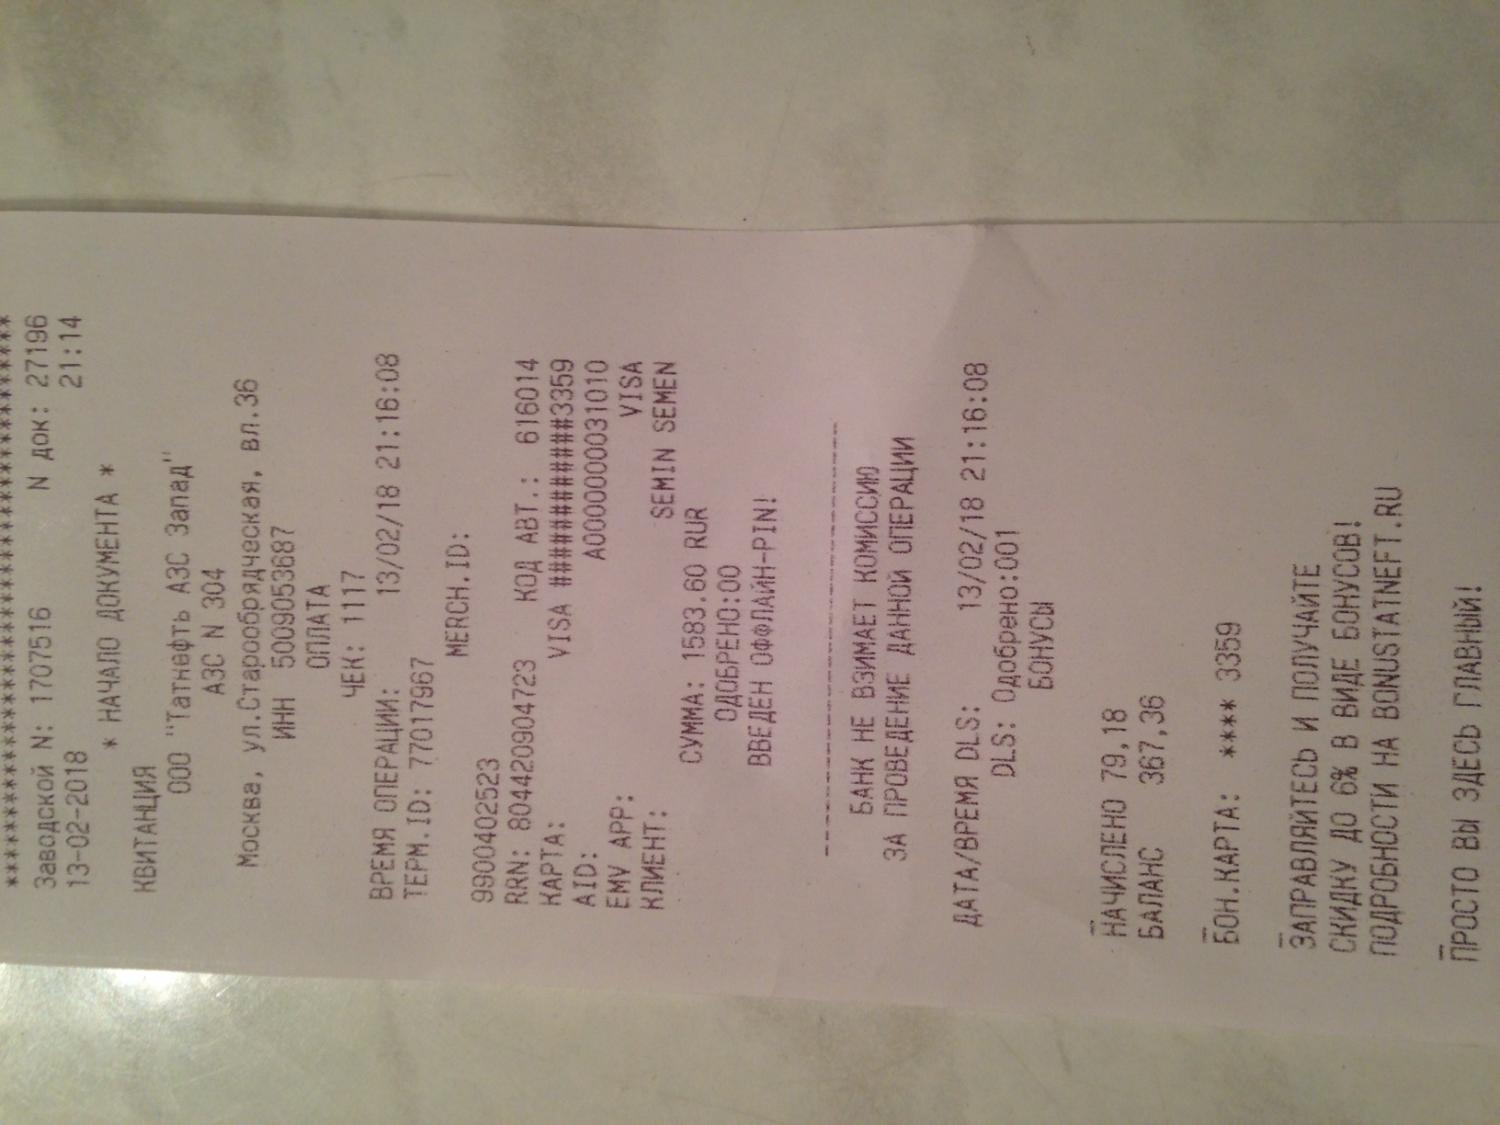 ****************************************
Заводской N: 1707516 N док: 27196
13-02-2018 21:14
* НАЧАЛО ДОКУМЕНТА *
КВИТАНЦИЯ
ООО "Татнефть АЗС Запад"
АЗС N 304
Москва, ул.Старообрядческая, вл.36
ИНН 5009053687
ОПЛАТА
ЧЕК: 1117
ВРЕМЯ ОПЕРАЦИИ: 13/02/18 21:16:08
ТЕРМ.ID: 77017967
MERCH.ID:
9900402523
RRN: 804420904723 КОД АВТ.: 616014
КАРТА: VISA ############3359
AID: A0000000031010
EMV APP: VISA
КЛИЕНТ: SEMIN SEMEN
СУММА: 1583.60 RUR
ОДОБРЕНО:00
ВВЕДЕН ОФФЛАЙН-PIN!
--------------------------------
БАНК НЕ ВЗИМАЕТ КОМИССИЮ
ЗА ПРОВЕДЕНИЕ ДАННОЙ ОПЕРАЦИИ
ДАТА/ВРЕМЯ DLS: 13/02/18 21:16:08
DLS: Одобрено:001
БОНУСЫ
НАЧИСЛЕНО 79,18
БАЛАНС 367,36
БОН.КАРТА: **** 3359
ЗАПРАВЛЯЙТЕСЬ И ПОЛУЧАЙТЕ
СКИДКУ ДО 6% В ВИДЕ БОНУСОВ!
ПОДРОБНОСТИ НА BONUSTATNEFT.RU
ПРОСТО ВЫ ЗДЕСЬ ГЛАВНЫЙ!